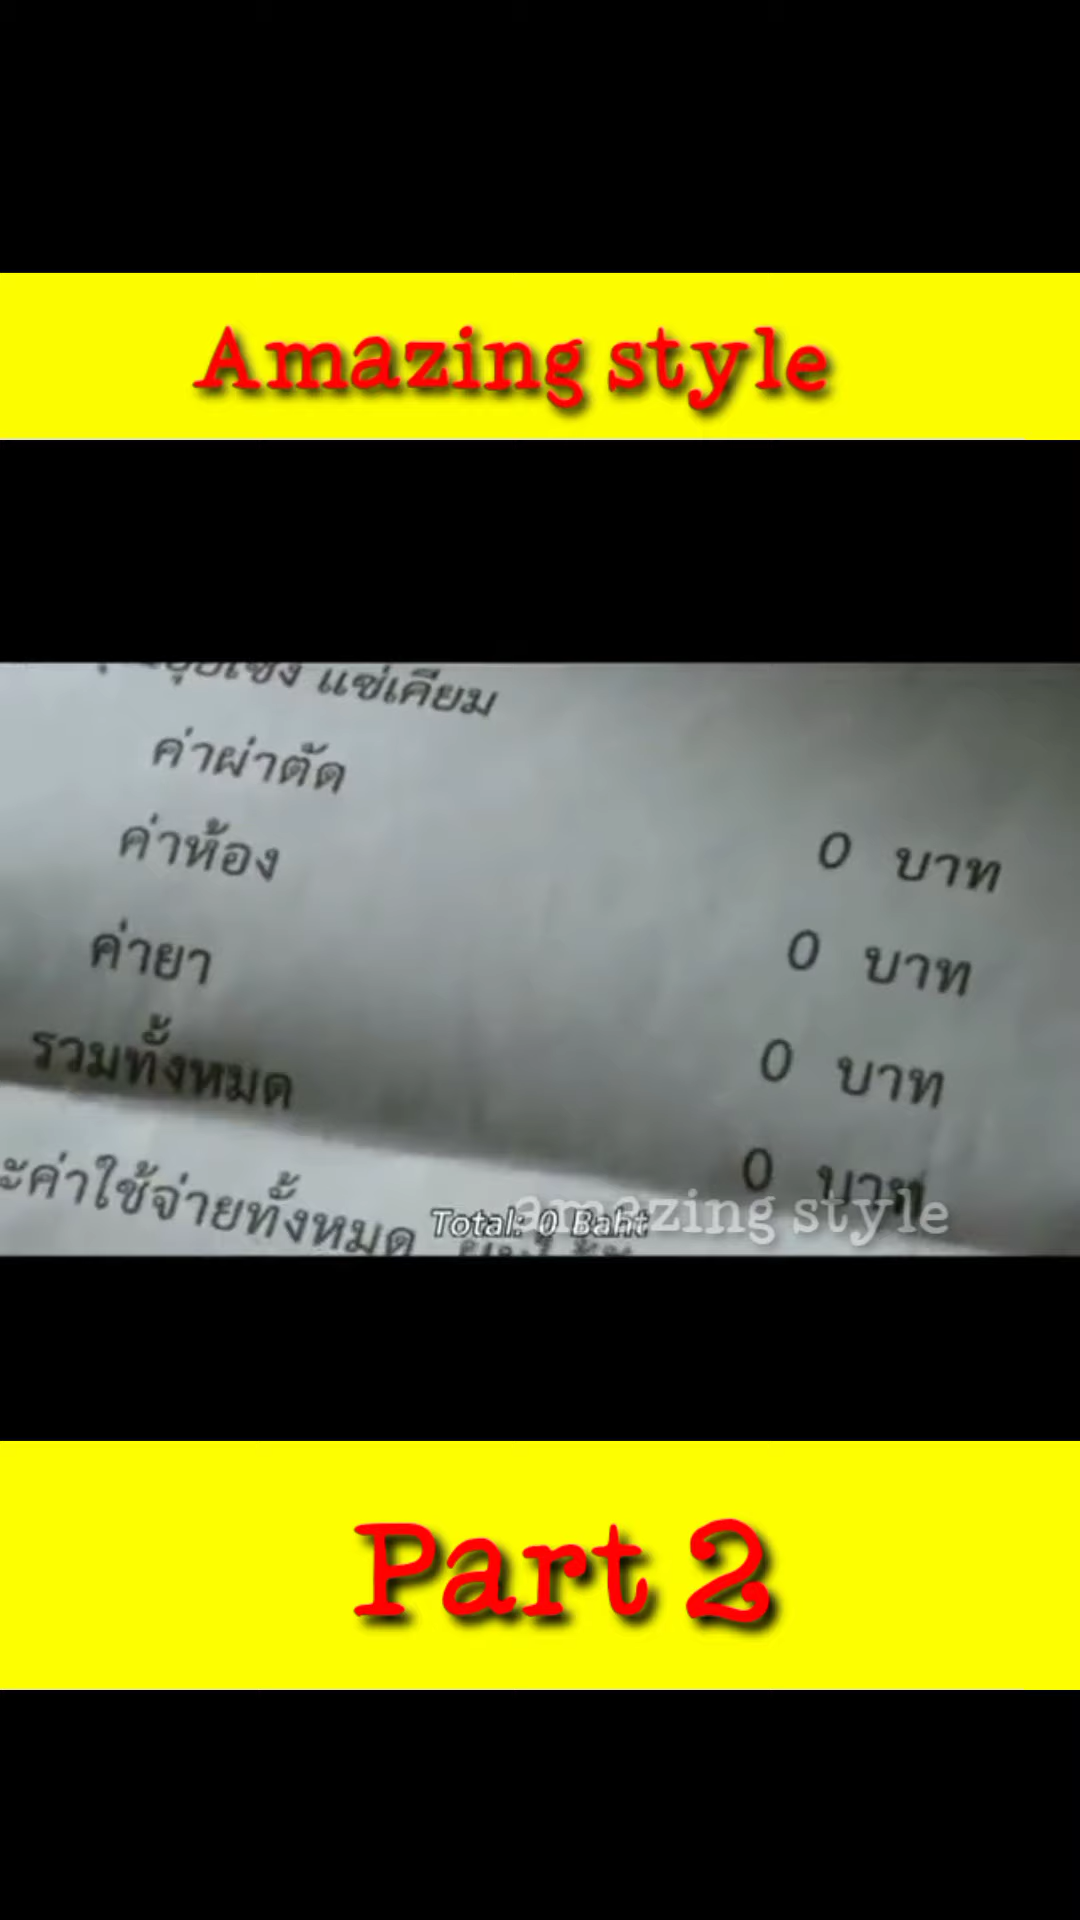 Amazing style
แซ่เคียม
ค่าผ่าตัด 0 บาท
ค่าห้อง 0 บาท
ค่ายา 0 บาท
รวมทั้งหมด 0 บาท
ค่าใช้จ่ายทั้งหมด
Total: 0 Baht
amazing style
Part 2